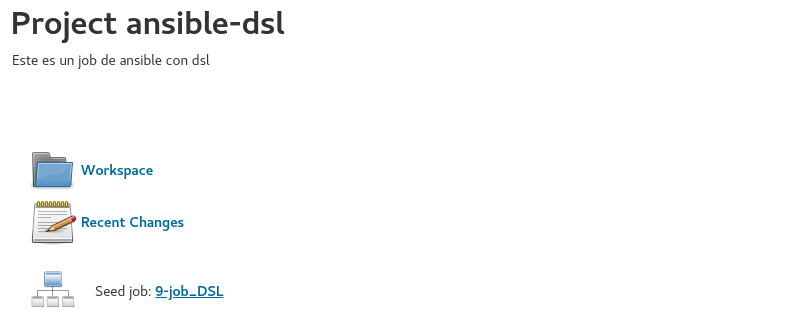 Project ansible-dsl
Este es un job de ansible con dsl
Workspace
Recent Changes
Seed job: 9-job_DSL